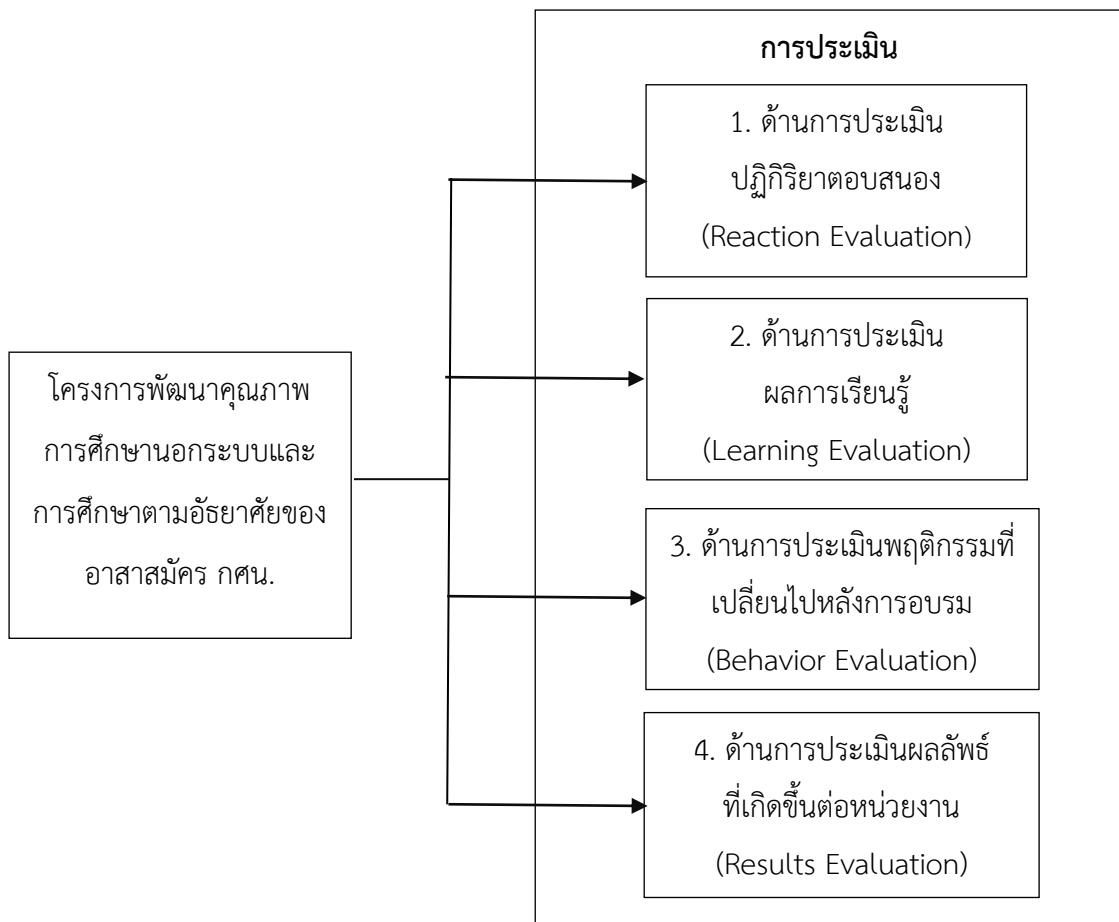 การประเมิน
1. ด้านการประเมิน
ปฏิกิริยาตอบสนอง
(Reaction Evaluation)
2. ด้านการประเมิน
ผลการเรียนรู้
(Learning Evaluation)
โครงการพัฒนาคุณภาพ
การศึกษานอกระบบและ
การศึกษาตามอัธยาศัยของ
อาสาสมัคร กศน.
3. ด้านการประเมินพฤติกรรมที่
เปลี่ยนไปหลังการอบรม
(Behavior Evaluation)
4. ด้านการประเมินผลลัพธ์
ที่เกิดขึ้นต่อหน่วยงาน
(Results Evaluation)